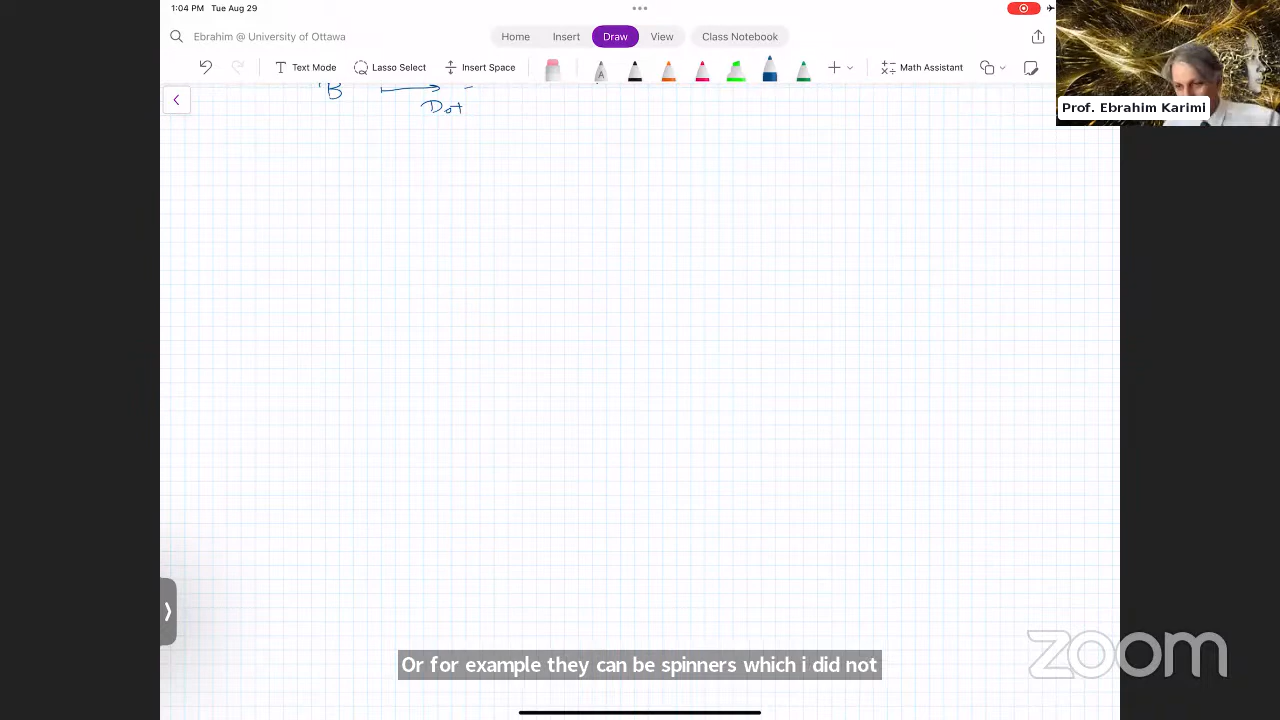 1:04 PM Tue Aug 29
Ebrahim @ University of Ottawa
Home Insert Draw View Class Notebook
Text Mode Lasso Select Insert Space A Math Assistant
B
Dot
Prof. Ebrahim Karimi
zoom
Or for example they can be spinners which i did not